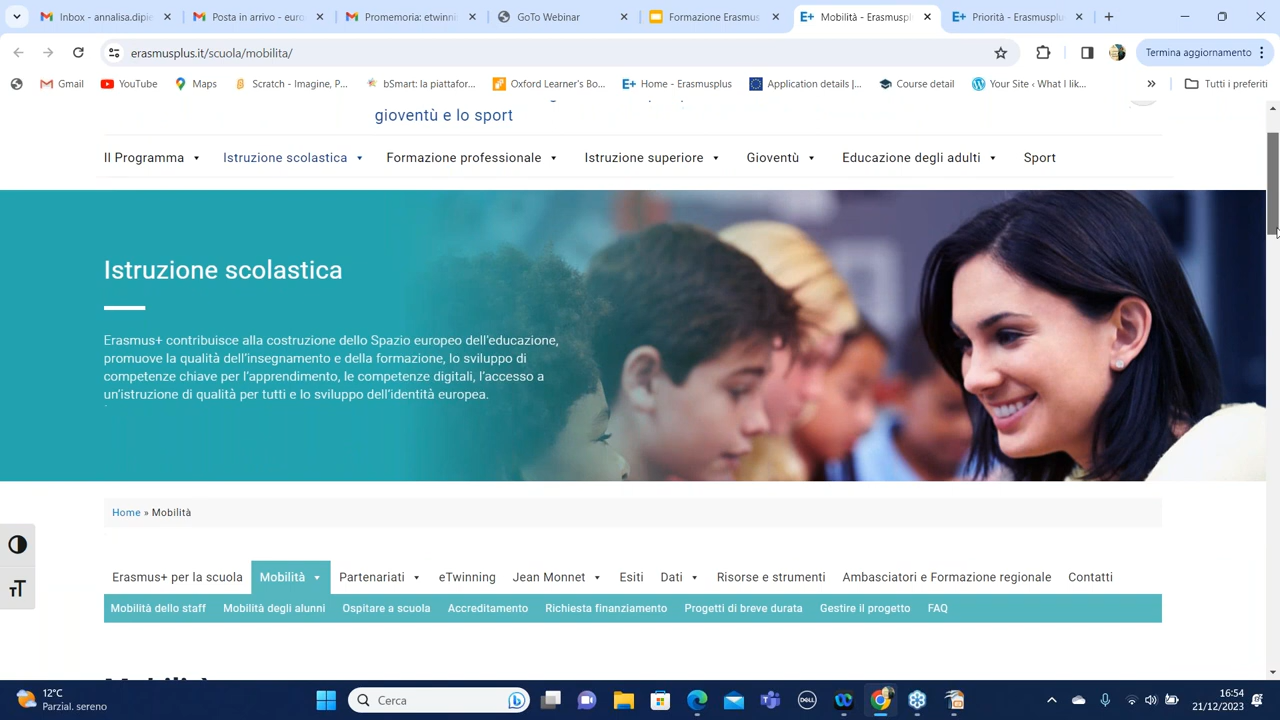 Inbox - annalisa.dipie
Posta in arrivo - euro
Promemoria: etwinne
GoTo Webinar
Formazione Erasmus
Mobilità - Erasmuspl
Priorità - Erasmusplu
erasmusplus.it/scuola/mobilita/
Termina aggiornamento
Gmail
YouTube
Maps
Scratch - Imagine, P...
bSmart: la piattafor...
Oxford Learner's Bo...
Home - Erasmusplus
Application details |...
Course detail
Your Site ‹ What I lik...
Tutti i preferiti
gioventù e lo sport
Il Programma
Istruzione scolastica
Formazione professionale
Istruzione superiore
Gioventù
Educazione degli adulti
Sport
Istruzione scolastica
Erasmus+ contribuisce alla costruzione dello Spazio europeo dell'educazione,
promuove la qualità dell'insegnamento e della formazione, lo sviluppo di
competenze chiave per l'apprendimento, le competenze digitali, l'accesso a
un'istruzione di qualità per tutti e lo sviluppo dell'identità europea.
Home » Mobilità
Erasmus+ per la scuola
Mobilità
Partenariati
eTwinning
Jean Monnet
Esiti
Dati
Risorse e strumenti
Ambasciatori e Formazione regionale
Contatti
Mobilità dello staff
Mobilità degli alunni
Ospitare a scuola
Accreditamento
Richiesta finanziamento
Progetti di breve durata
Gestire il progetto
FAQ
Mobilità
12°C
Parzial. sereno
Cerca
16:54
21/12/2023